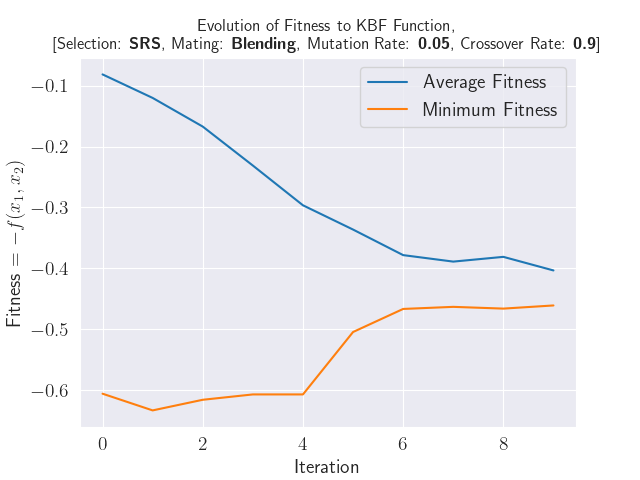 Evolution of Fitness to KBF Function,
[Selection: SRS, Mating: Blending, Mutation Rate: 0.05, Crossover Rate: 0.9]
Average Fitness
Minimum Fitness
Fitness = −f(x₁, x₂)
−0.1
−0.2
−0.3
−0.4
−0.5
−0.6
0 2 4 6 8
Iteration